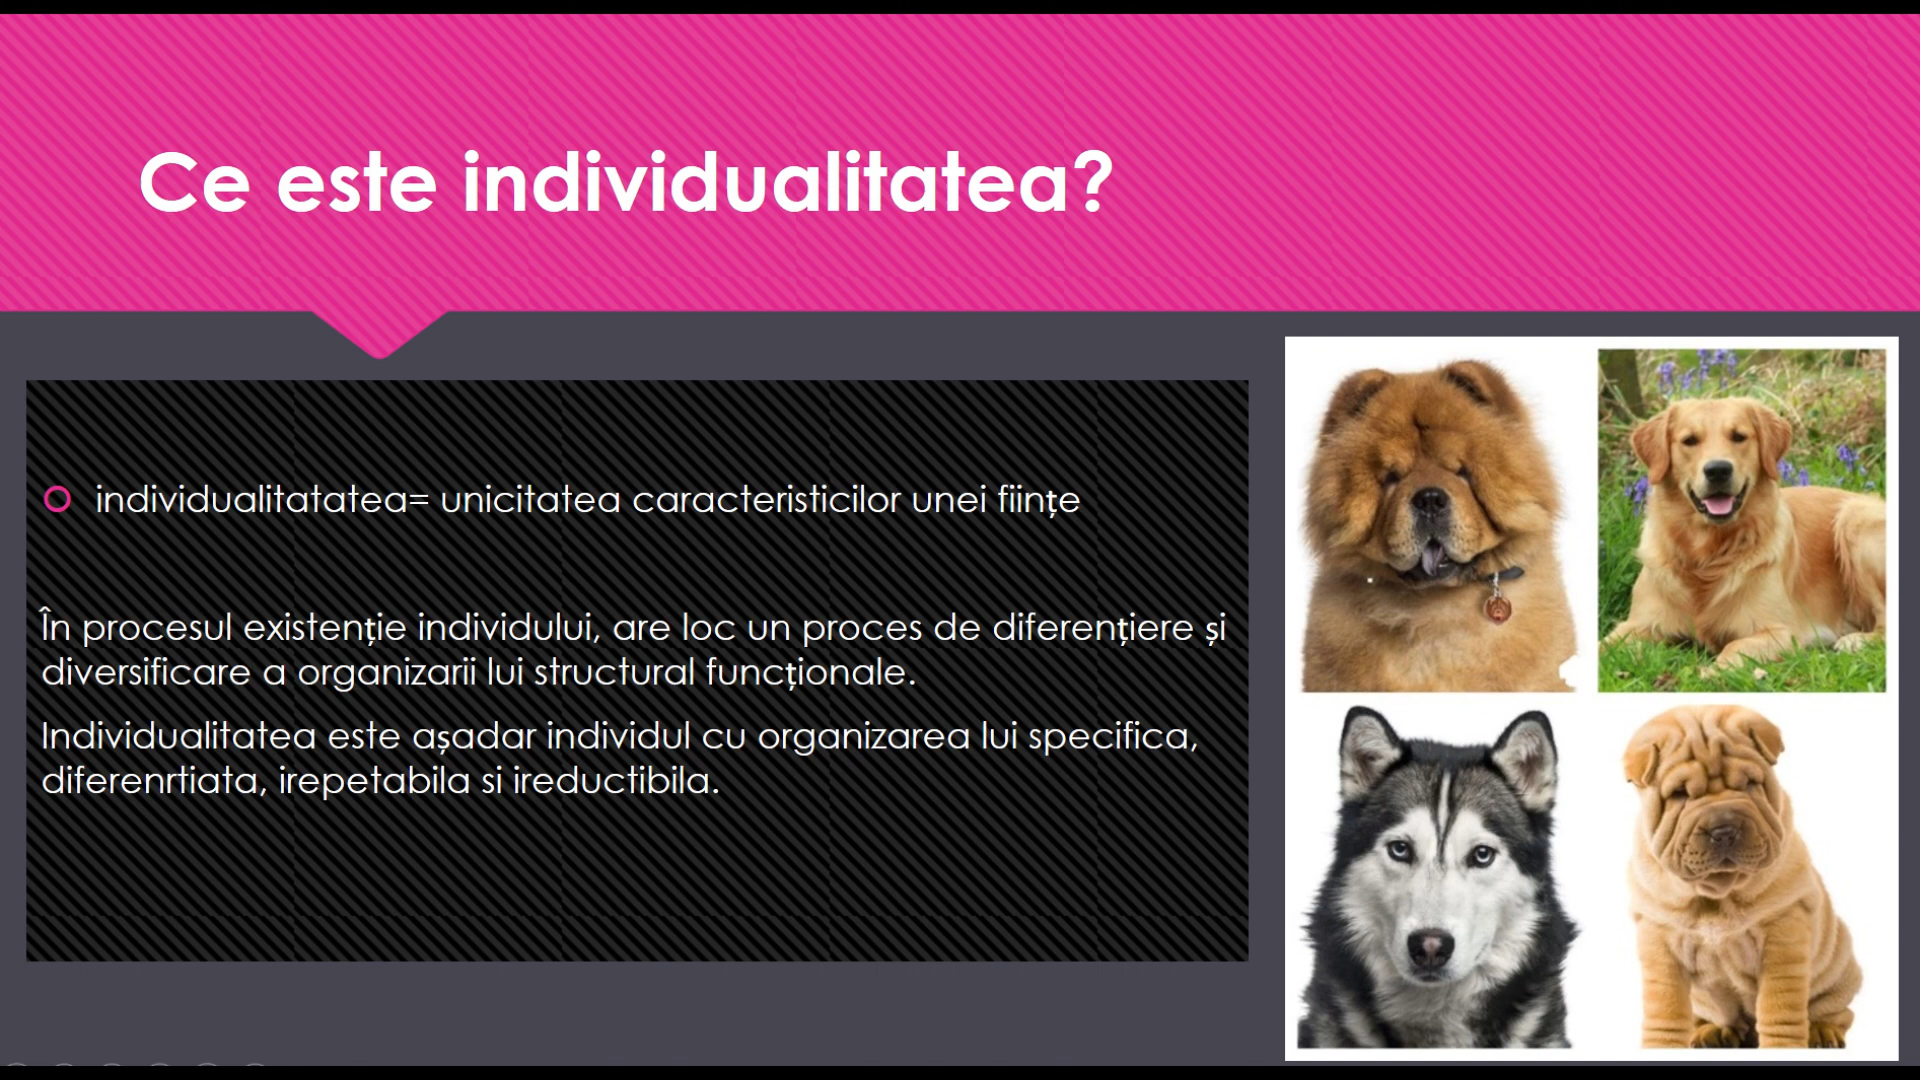 Ce este individualitatea?
individualitatatea= unicitatea caracteristicilor unei ființe
În procesul existenție individului, are loc un proces de diferențiere și
diversificare a organizarii lui structural funcționale.
Individualitatea este așadar individul cu organizarea lui specifica,
diferenrtiata, irepetabila si ireductibila.